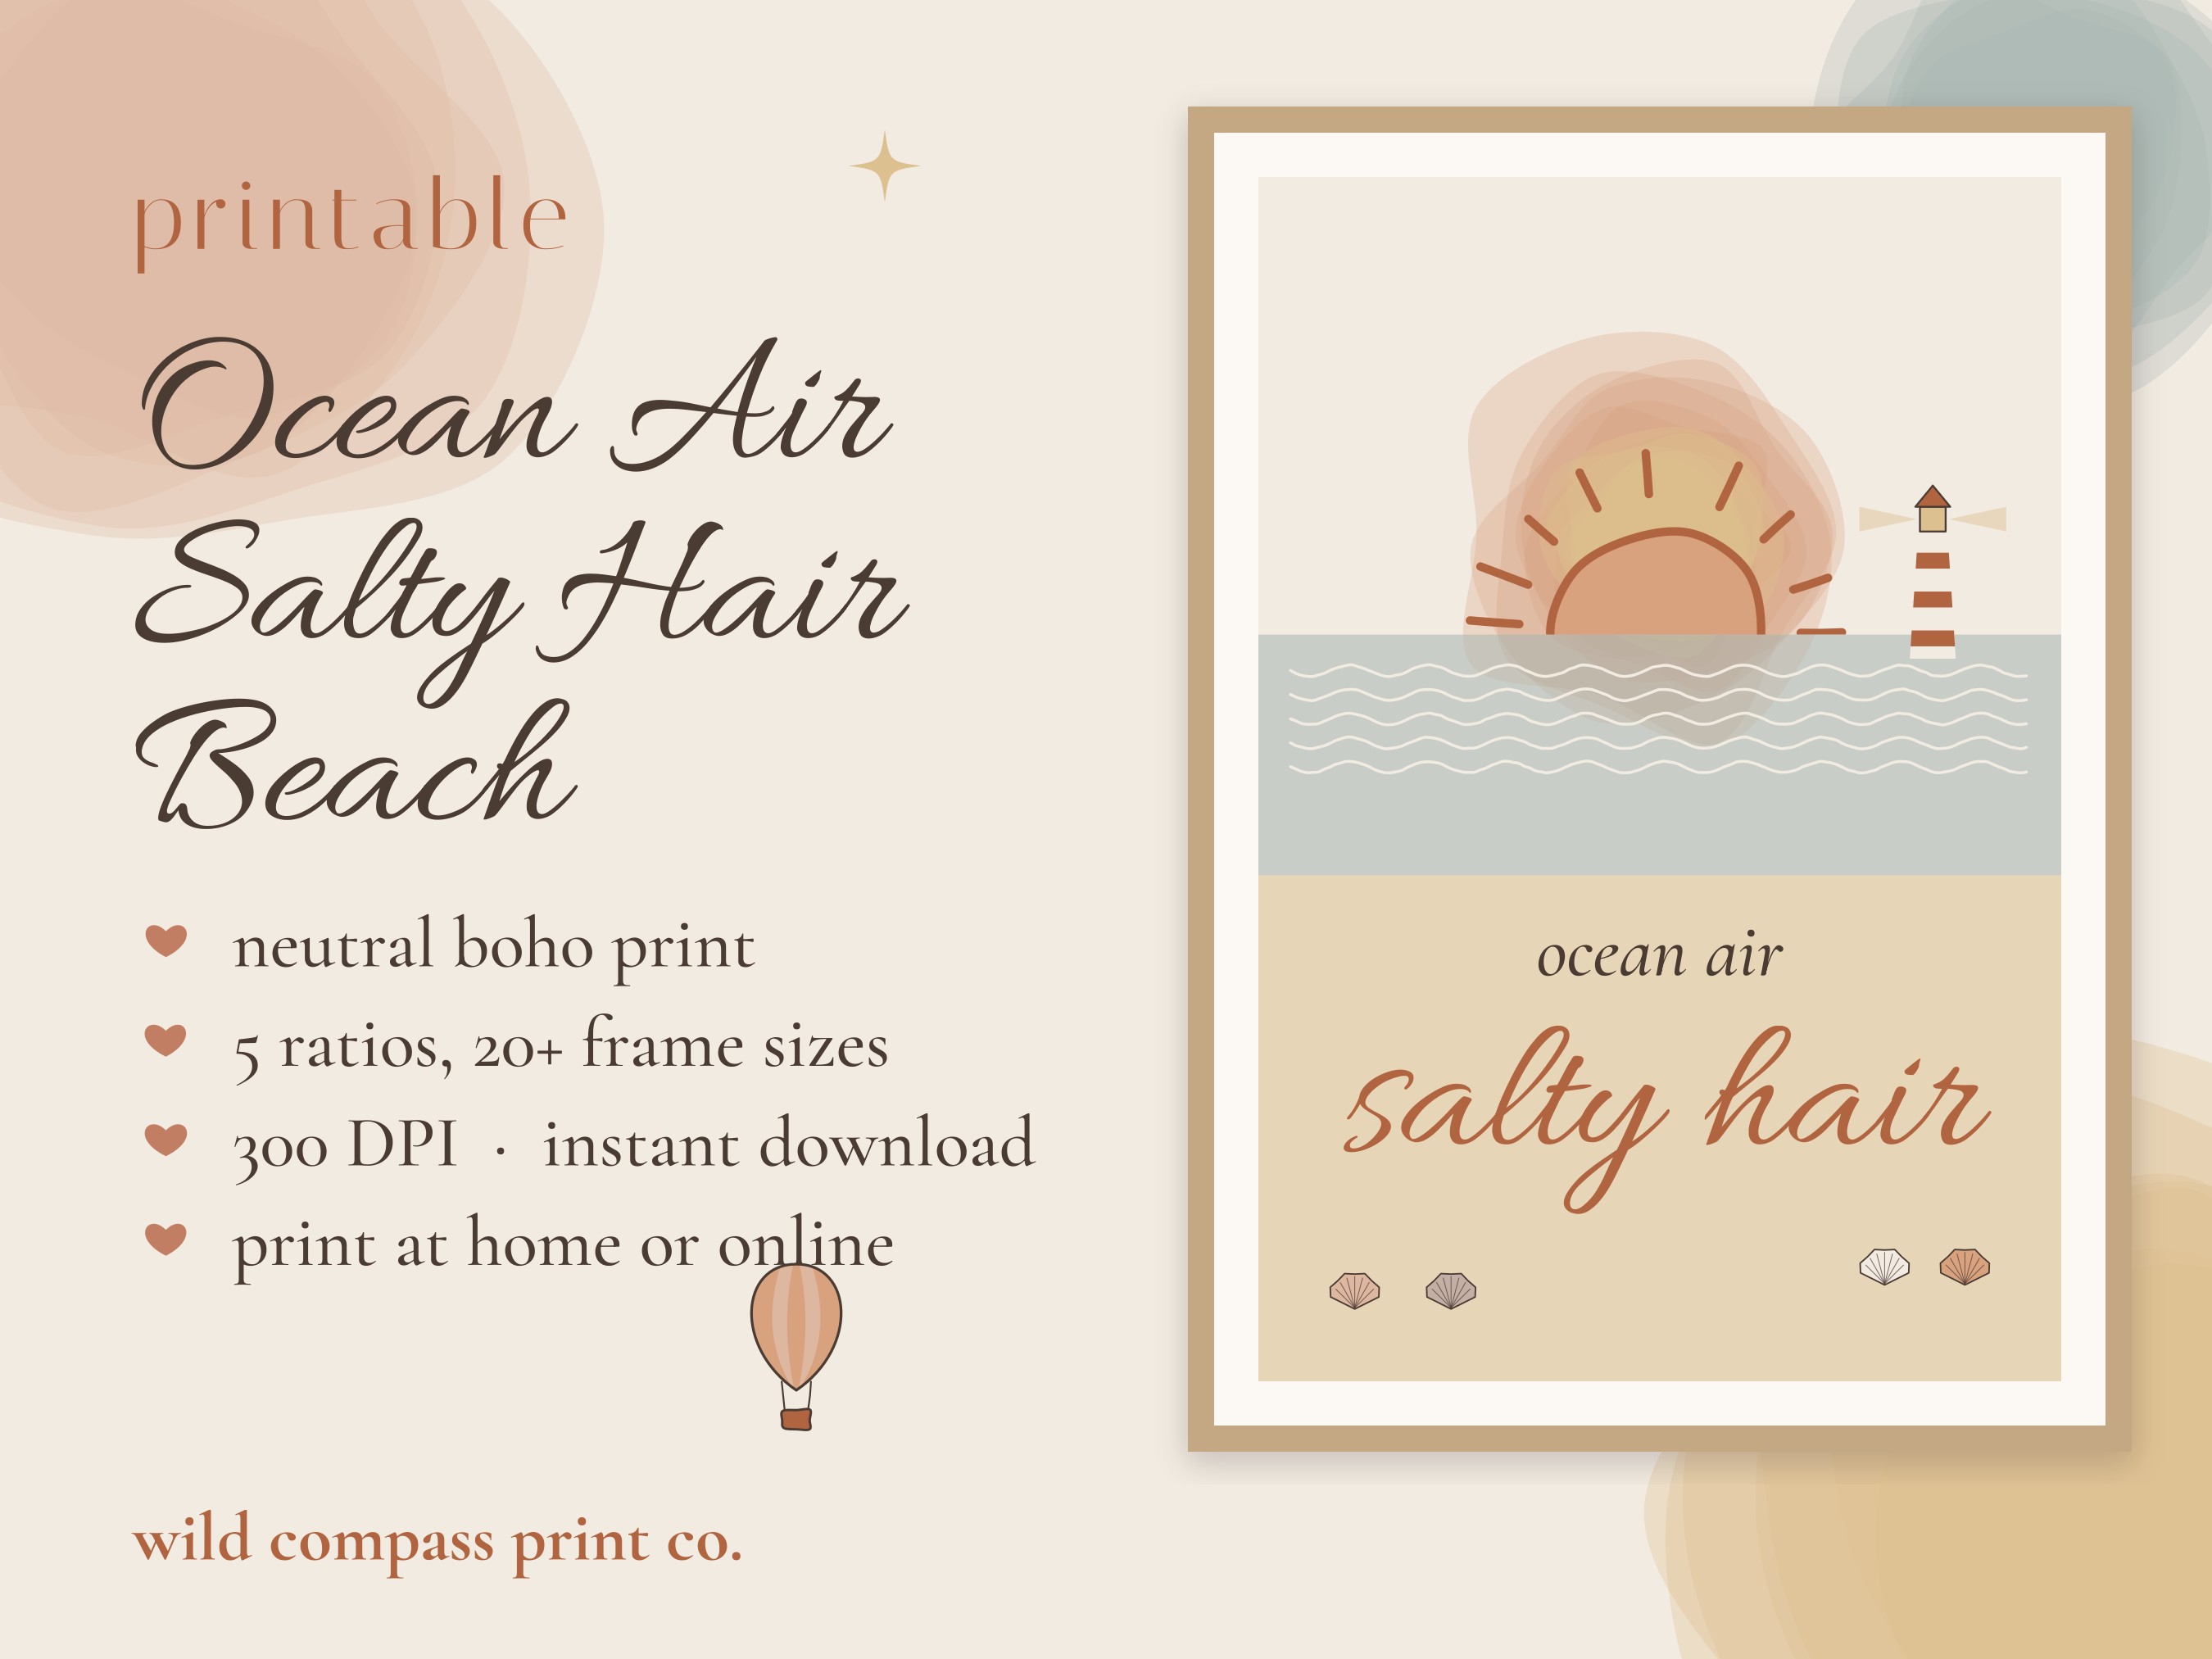 printable
Ocean Air
Salty Hair
Beach
neutral boho print
5 ratios, 20+ frame sizes
300 DPI · instant download
print at home or online
wild compass print co.
ocean air
salty hair